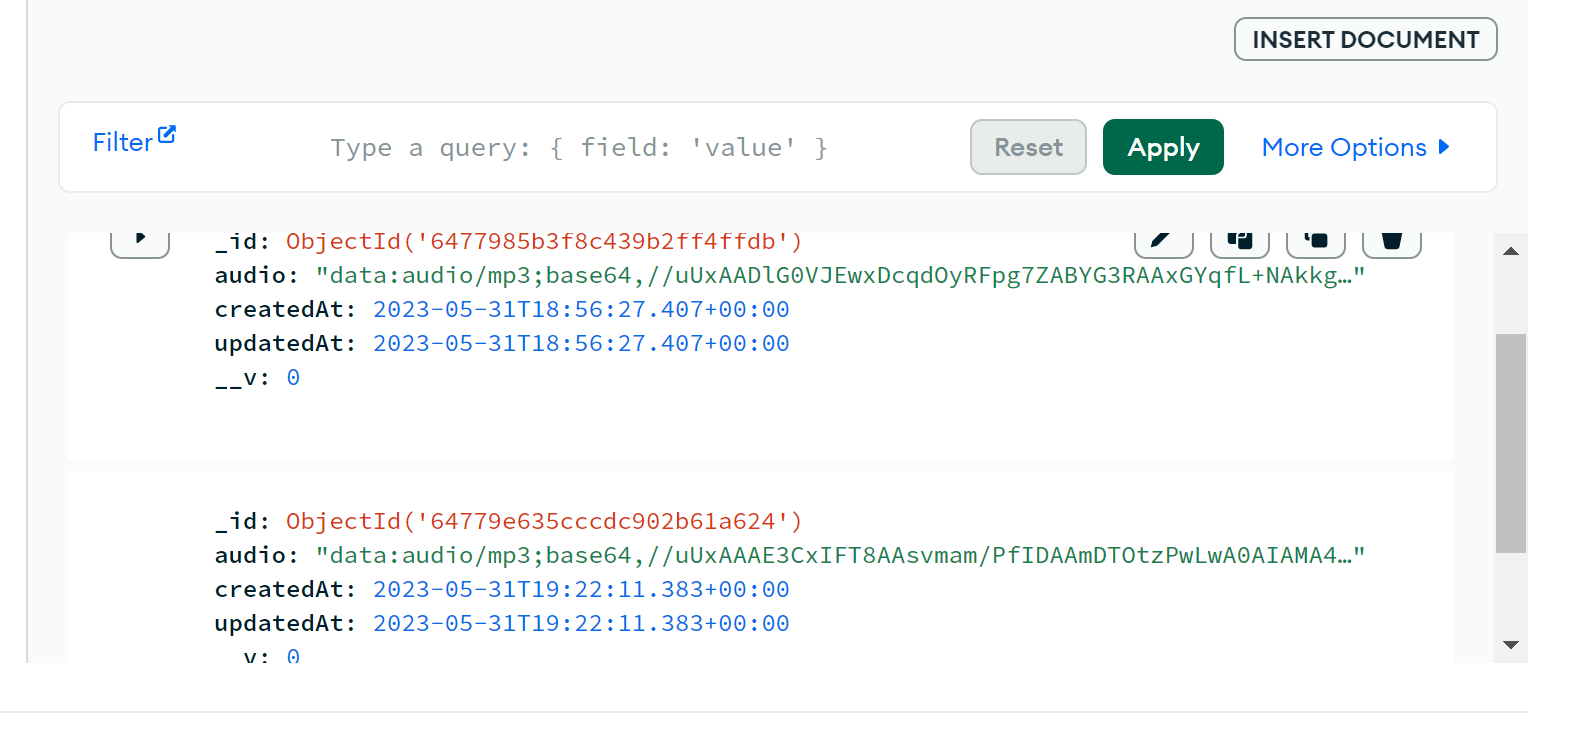 INSERT DOCUMENT
Filter
Type a query: { field: 'value' }
Reset
Apply
More Options
_id: ObjectId('6477985b3f8c439b2ff4ffdb')
audio: "data:audio/mp3;base64,//uUxAADlG0VJEwxDcqdOyRFpg7ZABYG3RAAxGYqfL+NAkkg…"
createdAt: 2023-05-31T18:56:27.407+00:00
updatedAt: 2023-05-31T18:56:27.407+00:00
__v: 0
_id: ObjectId('64779e635cccdc902b61a624')
audio: "data:audio/mp3;base64,//uUxAAAE3CxIFT8AAsvmam/PfIDAAmDTOtzPwLwA0AIAMA4…"
createdAt: 2023-05-31T19:22:11.383+00:00
updatedAt: 2023-05-31T19:22:11.383+00:00
__v: 0